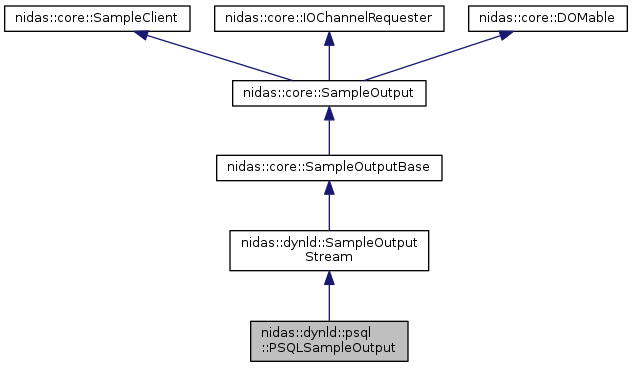 nidas::core::SampleClient
nidas::core::IOChannelRequester
nidas::core::DOMable
nidas::core::SampleOutput
nidas::core::SampleOutputBase
nidas::dynld::SampleOutput
Stream
nidas::dynld::psql
::PSQLSampleOutput